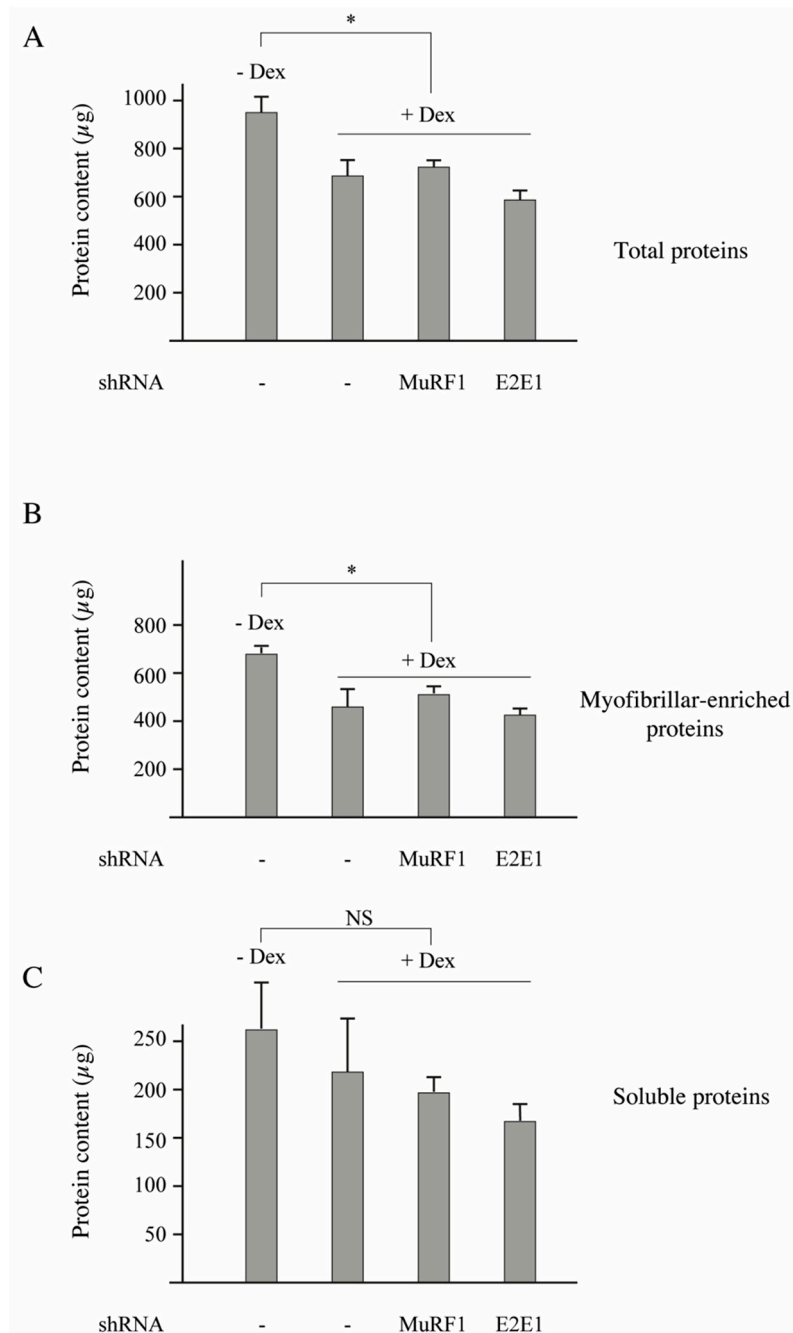 A
*
- Dex
+ Dex
Protein content (µg)
1000
800
600
400
200
Total proteins
shRNA - - MuRF1 E2E1
B
*
- Dex
+ Dex
Protein content (µg)
800
600
400
200
Myofibrillar-enriched
proteins
shRNA - - MuRF1 E2E1
C
NS
- Dex
+ Dex
Protein content (µg)
250
200
150
100
50
Soluble proteins
shRNA - - MuRF1 E2E1